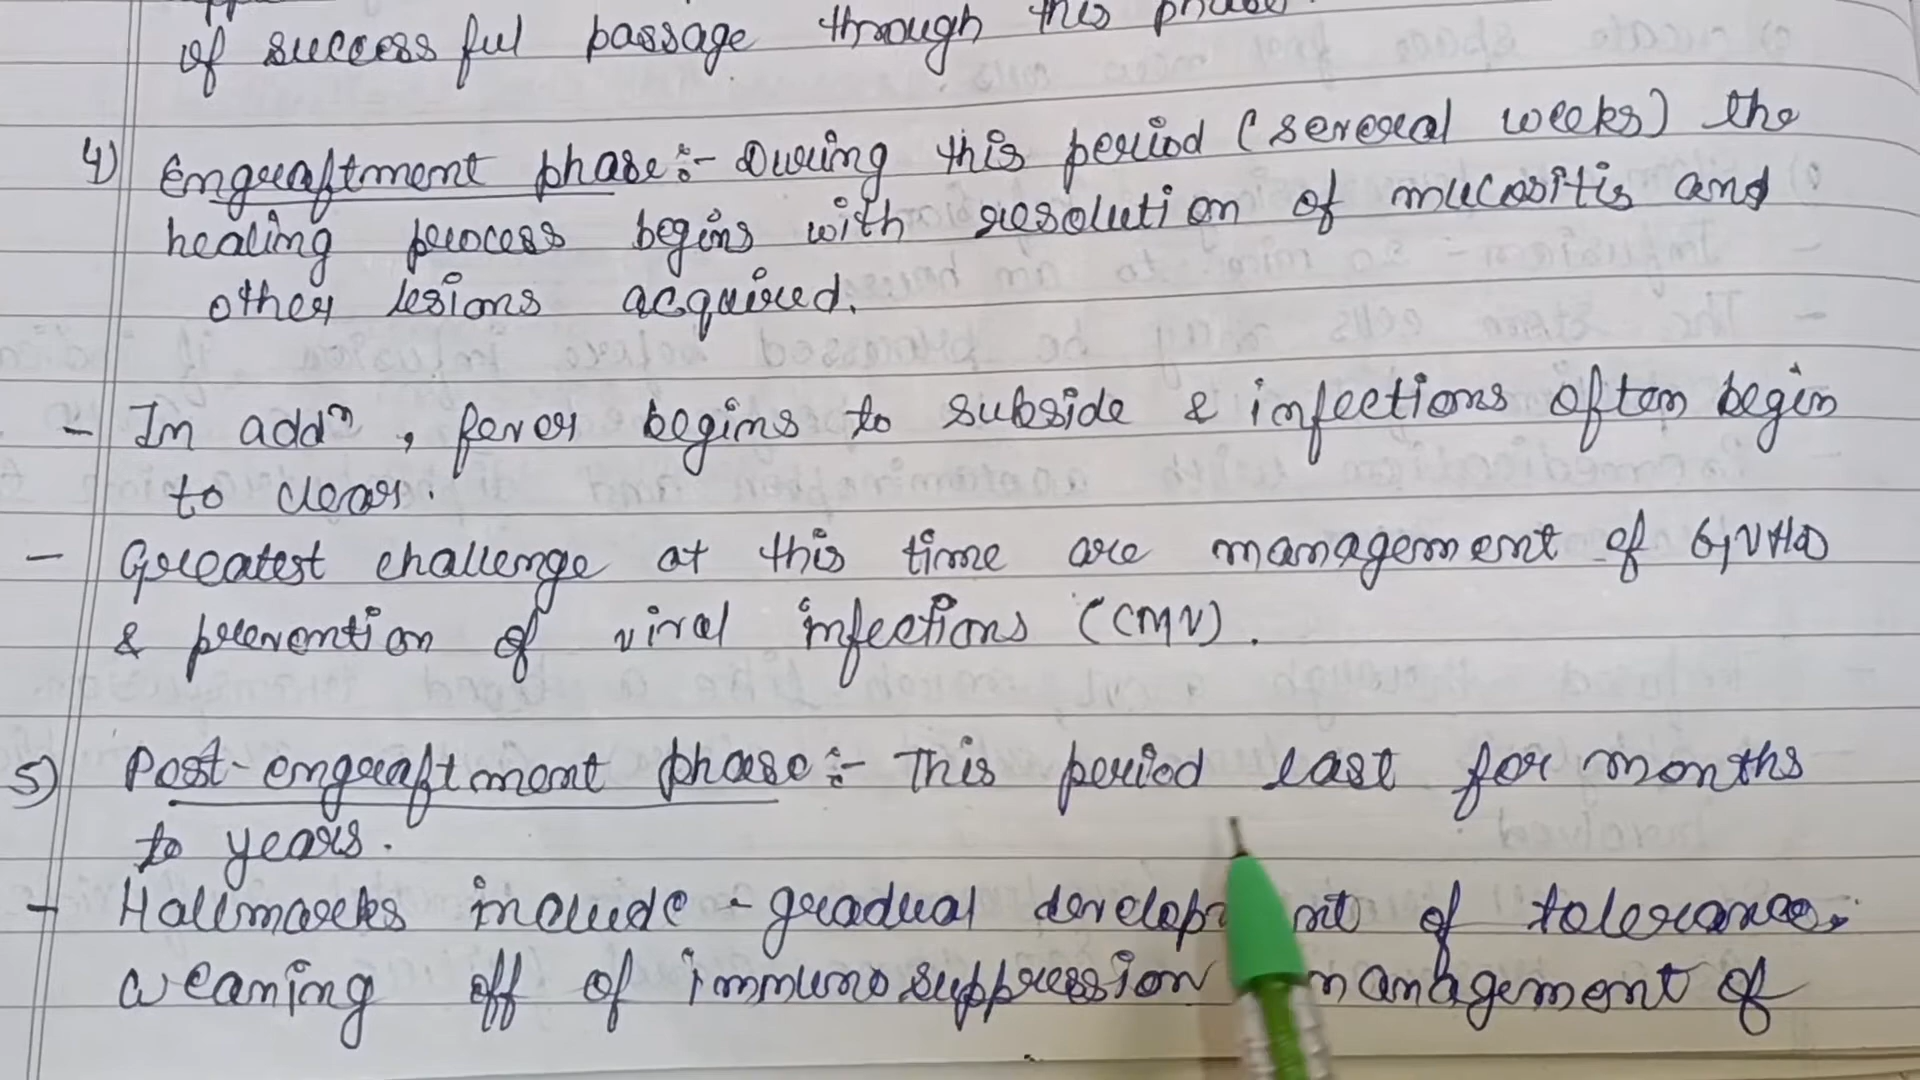 of successful passage through this phase
4) Engraftment phase:- During this period (several weeks) the
healing process begins with resolution of mucositis and
other lesions acquired.
- In addn, fever begins to subside & infections often begin
to clear.
- Greatest challenge at this time are management of GVHD
& prevention of viral infections (CMV).
5) Post-engraftment phase:- This period last for months
to years.
- Hallmarks include - gradual development of tolerance,
weaning off of immunosuppression management of